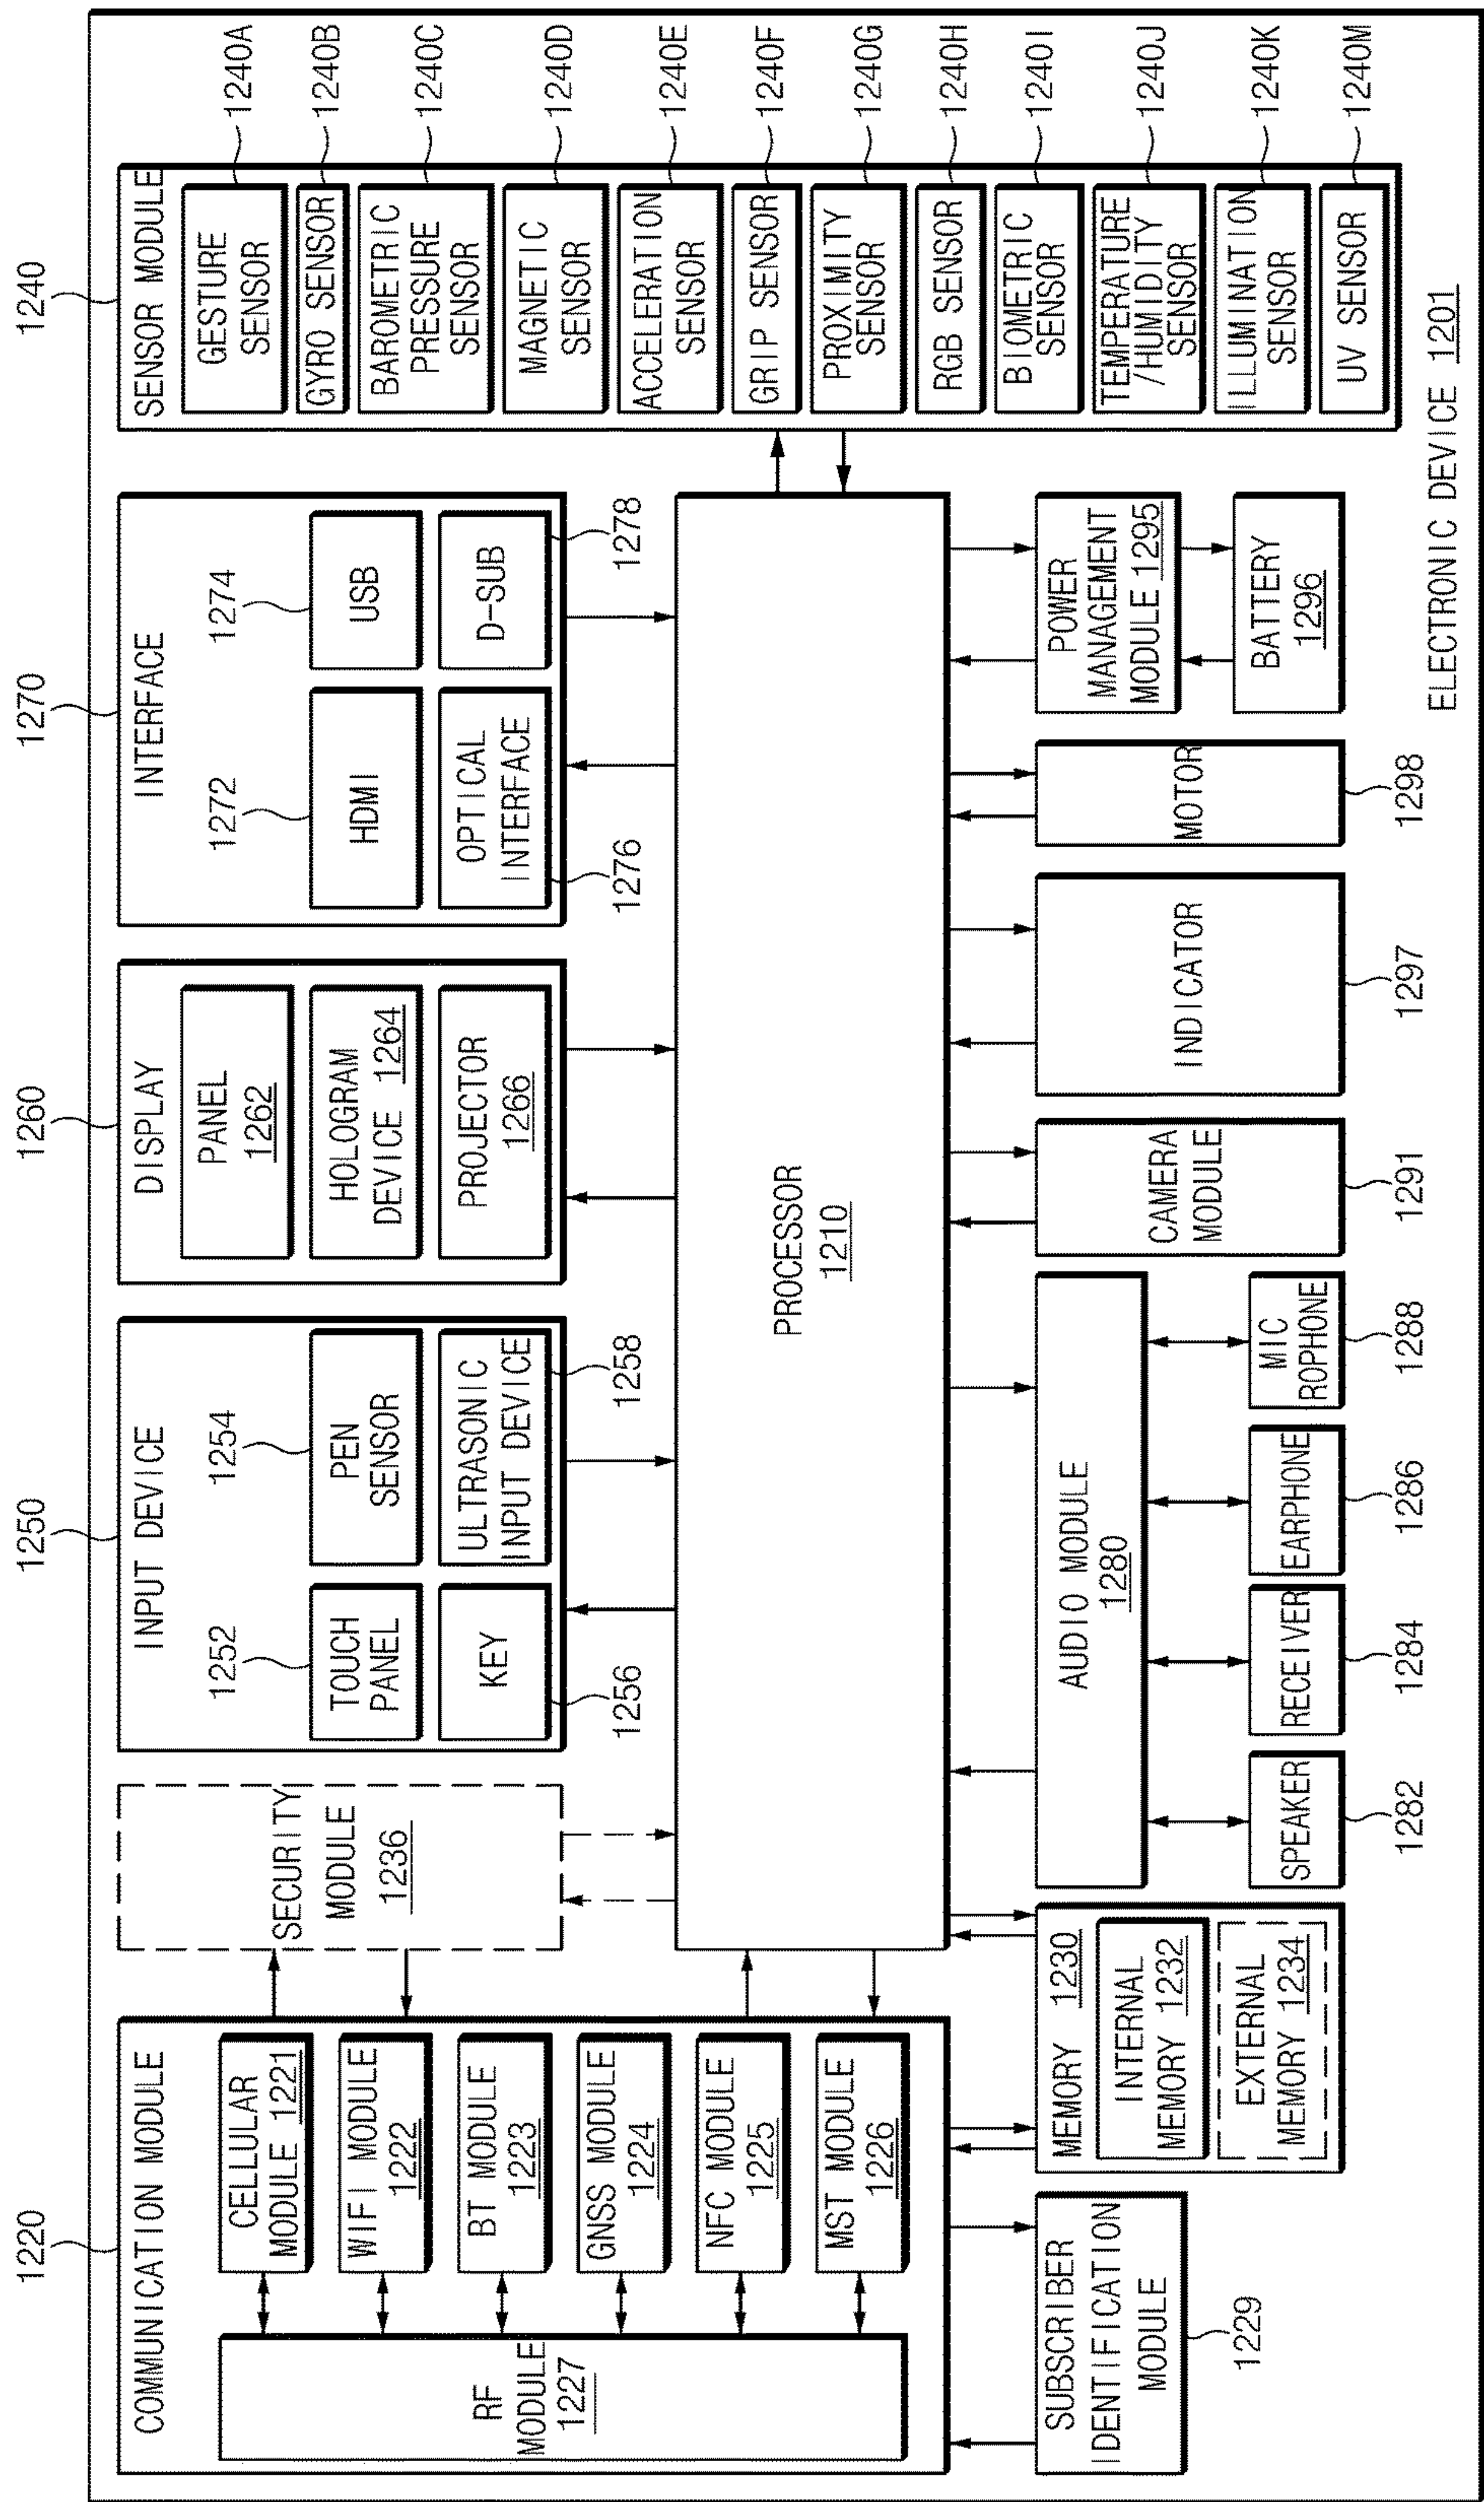 1220
COMMUNICATION MODULE
RF
MODULE
1227
CELLULAR
MODULE 1221
WIFI MODULE
1222
BT MODULE
1223
GNSS MODULE
1224
NFC MODULE
1225
MST MODULE
1226
SECURITY
MODULE
1236
1250
INPUT DEVICE
1252
TOUCH
PANEL
1254
PEN
SENSOR
KEY
1256
ULTRASONIC
INPUT DEVICE
1258
1260
DISPLAY
PANEL
1262
HOLOGRAM
DEVICE 1264
PROJECTOR
1266
1270
INTERFACE
1272
HDMI
1274
USB
OPTICAL
INTERFACE
1276
D-SUB
1278
1240
SENSOR MODULE
GESTURE
SENSOR
1240A
GYRO SENSOR
1240B
BAROMETRIC
PRESSURE
SENSOR
1240C
MAGNETIC
SENSOR
1240D
ACCELERATION
SENSOR
1240E
GRIP SENSOR
1240F
PROXIMITY
SENSOR
1240G
RGB SENSOR
1240H
BIOMETRIC
SENSOR
1240I
TEMPERATURE
/HUMIDITY
SENSOR
1240J
ILLUMINATION
SENSOR
1240K
UV SENSOR
1240M
PROCESSOR
1210
SUBSCRIBER
IDENTIFICATION
MODULE
1229
MEMORY 1230
INTERNAL
MEMORY 1232
EXTERNAL
MEMORY 1234
AUDIO MODULE
1280
SPEAKER
1282
RECEIVER
1284
EARPHONE
1286
MIC
ROPHONE
1288
CAMERA
MODULE
1291
INDICATOR
1297
MOTOR
1298
POWER
MANAGEMENT
MODULE 1295
BATTERY
1296
ELECTRONIC DEVICE 1201